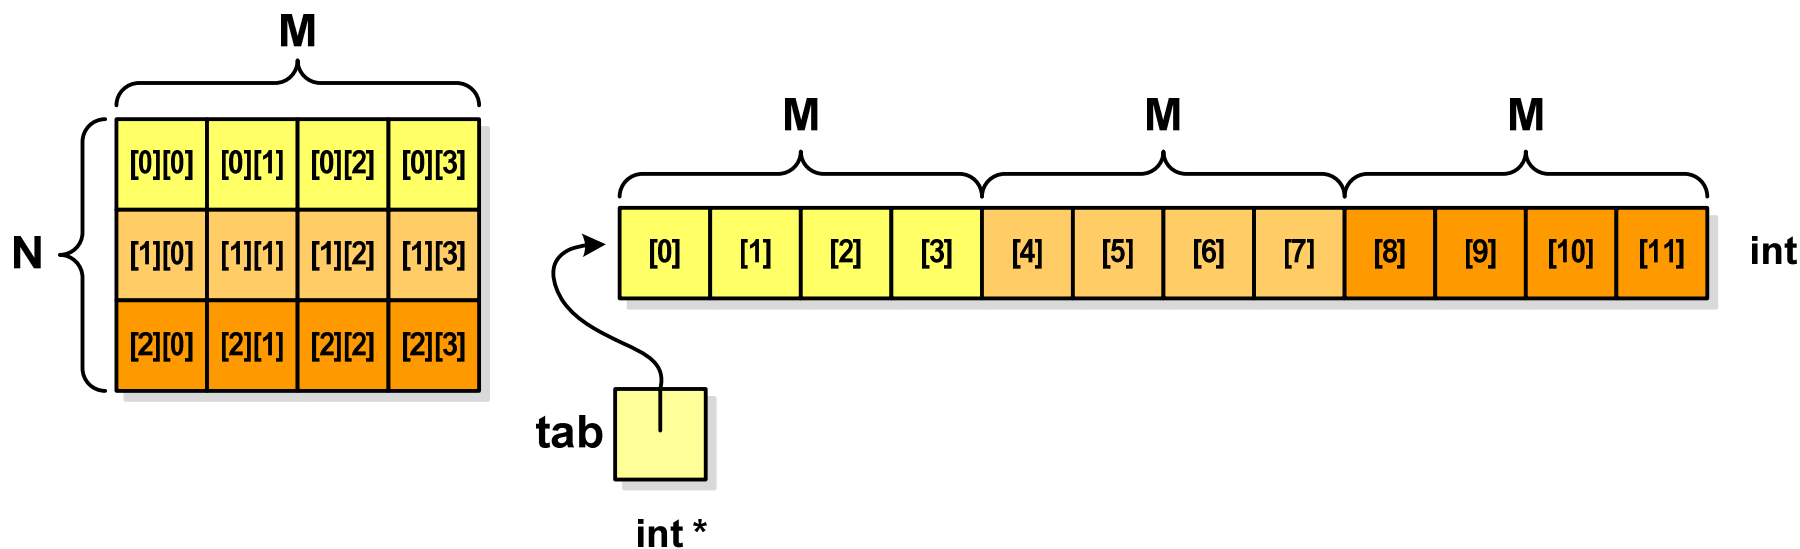 M
[0][0] [0][1] [0][2] [0][3]
N [1][0] [1][1] [1][2] [1][3]
[2][0] [2][1] [2][2] [2][3]
M M M
[0] [1] [2] [3] [4] [5] [6] [7] [8] [9] [10] [11] int
tab
int *